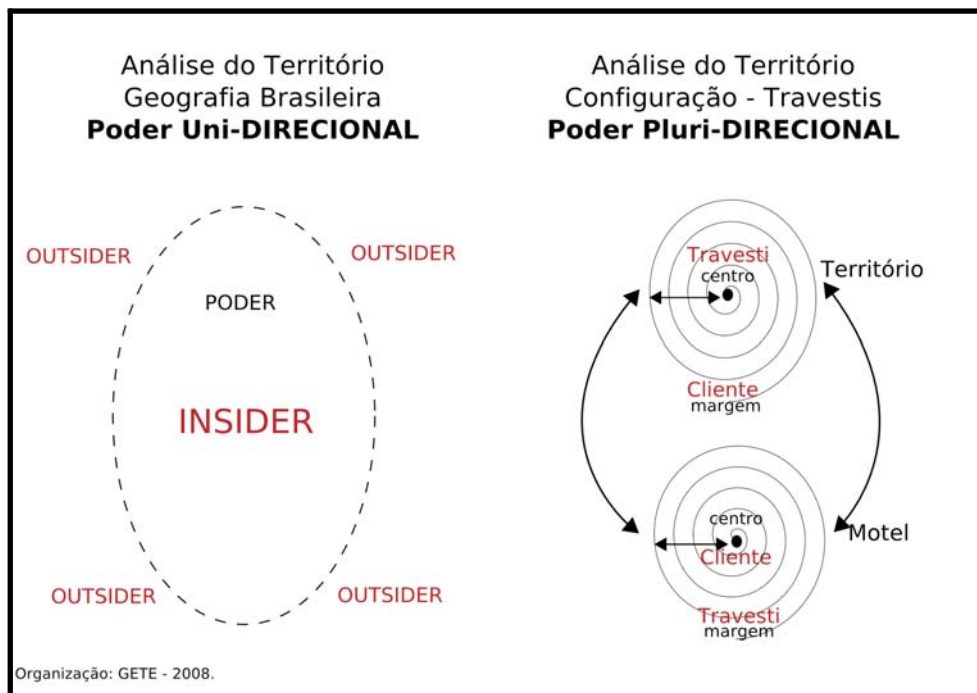 Análise do Território
Geografia Brasileira
Poder Uni-DIRECIONAL
OUTSIDER
OUTSIDER
PODER
INSIDER
OUTSIDER
OUTSIDER
Análise do Território
Configuração - Travestis
Poder Pluri-DIRECIONAL
Travesti
centro
Território
Cliente
margem
centro
Motel
Cliente
Travesti
margem
Organização: GETE - 2008.